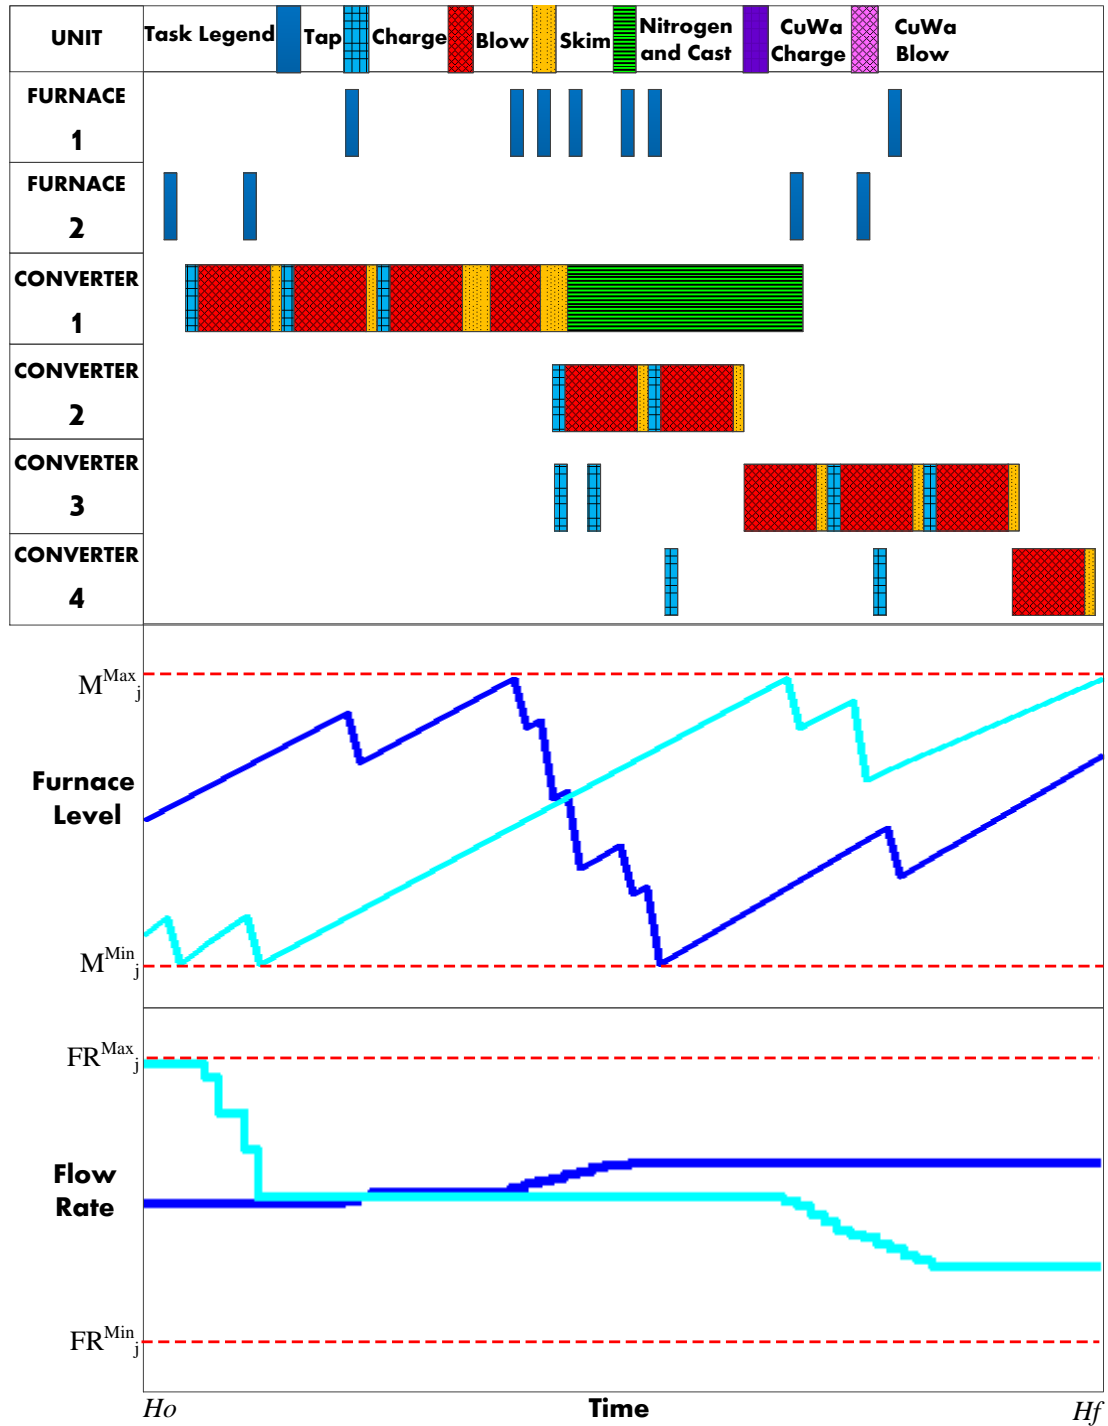 UNIT
Task Legend
Tap
Charge
Blow
Skim
Nitrogen
and Cast
CuWa
Charge
CuWa
Blow
FURNACE
1
FURNACE
2
CONVERTER
1
CONVERTER
2
CONVERTER
3
CONVERTER
4
M^Max_j
Furnace
Level
M^Min_j
FR^Max_j
Flow
Rate
FR^Min_j
Ho
Time
Hf